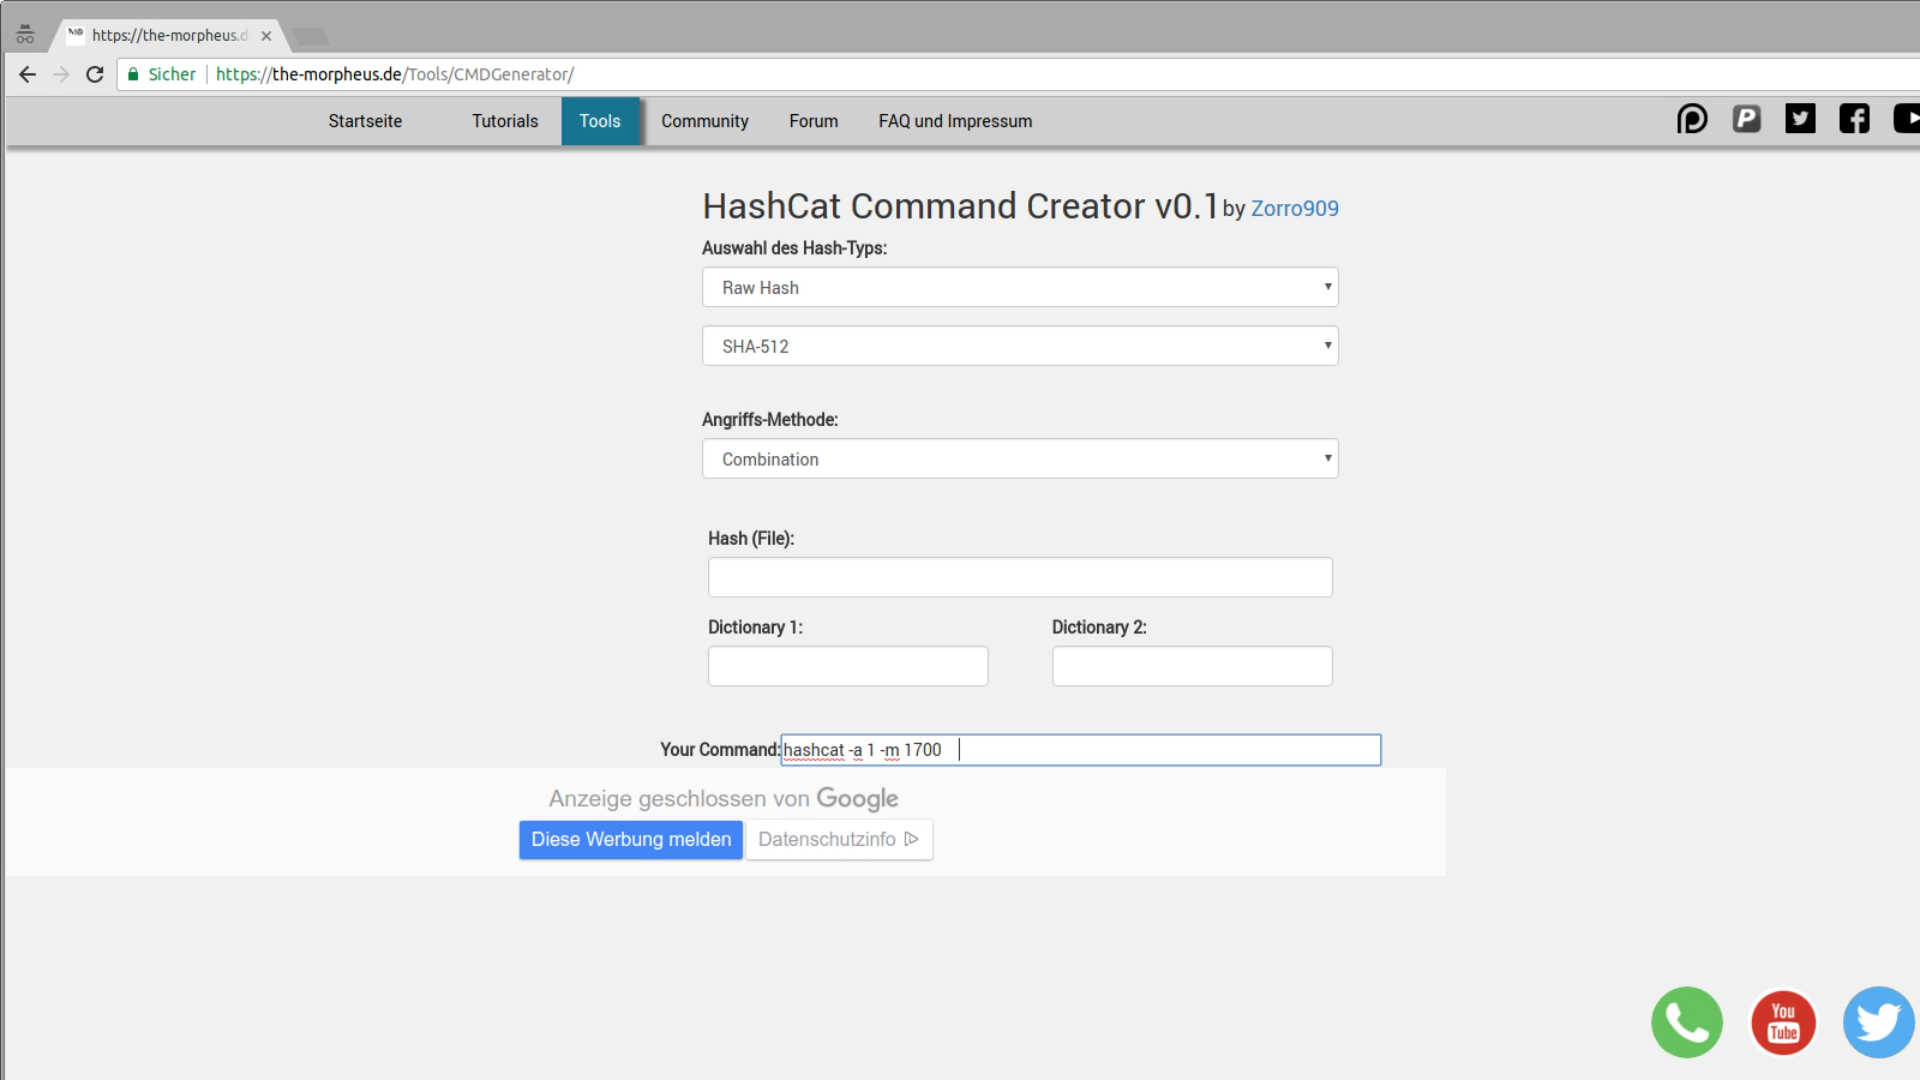 https://the-morpheus.d
Sicher https://the-morpheus.de/Tools/CMDGenerator/
Startseite Tutorials Tools Community Forum FAQ und Impressum
HashCat Command Creator v0.1 by Zorro909
Auswahl des Hash-Typs:
Raw Hash
SHA-512
Angriffs-Methode:
Combination
Hash (File):
Dictionary 1: Dictionary 2:
Your Command: hashcat -a 1 -m 1700
Anzeige geschlossen von Google
Diese Werbung melden Datenschutzinfo
You
Tube